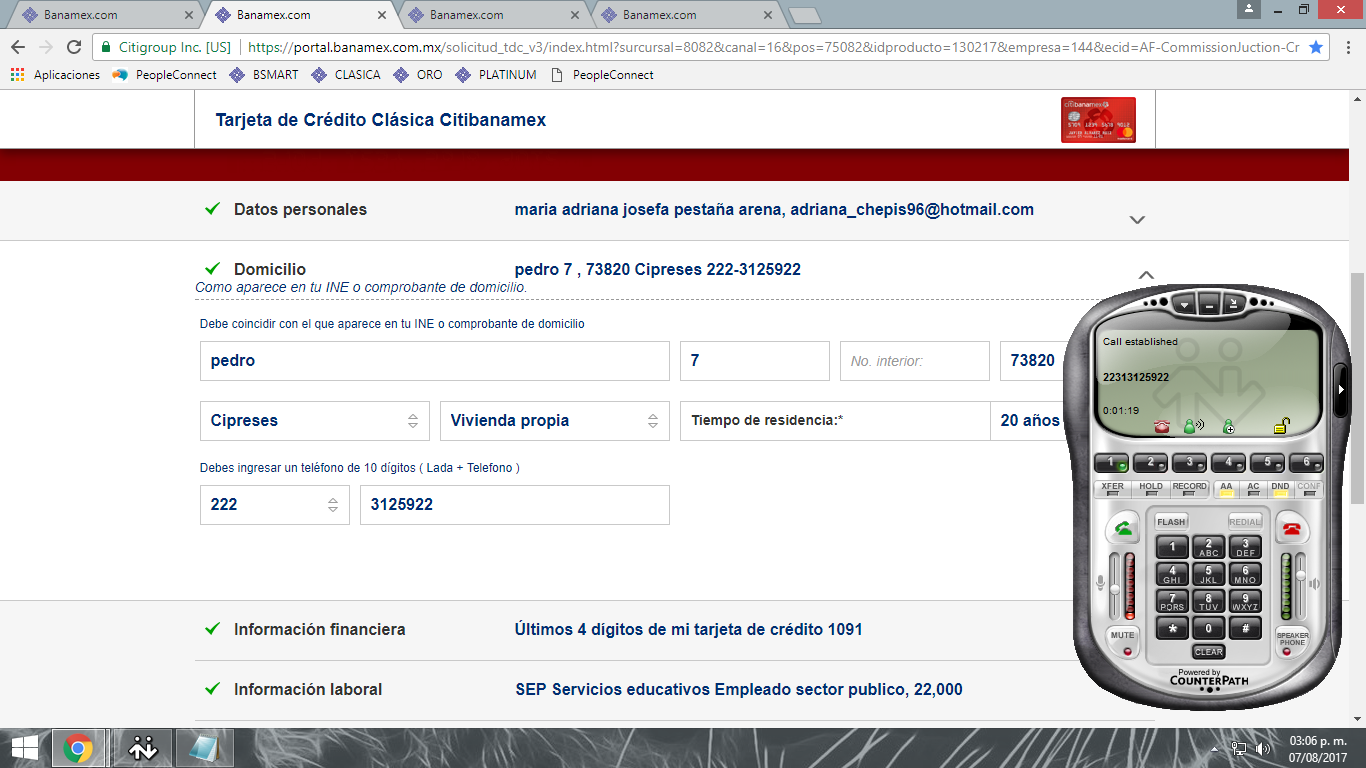 Banamex.com
Banamex.com
Banamex.com
Banamex.com
Citigroup Inc. [US] https://portal.banamex.com.mx/solicitud_tdc_v3/index.html?sursursal=8082&canal=16&pos=75082&idproducto=130217&empresa=144&ecid=AF-CommissionJuction-Cr
Aplicaciones PeopleConnect BSMART CLASICA ORO PLATINUM PeopleConnect
Tarjeta de Crédito Clásica Citibanamex
citibanamex
Datos personales maria adriana josefa pestaña arena, adriana_chepis96@hotmail.com
Domicilio pedro 7 , 73820 Cipreses 222-3125922
Como aparece en tu INE o comprobante de domicilio.
Debe coincidir con el que aparece en tu INE o comprobante de domicilio
pedro 7 No. interior: 73820
Cipreses Vivienda propia Tiempo de residencia:* 20 años
Debes ingresar un teléfono de 10 dígitos ( Lada + Telefono )
222 3125922
Información financiera Últimos 4 dígitos de mi tarjeta de crédito 1091
Información laboral SEP Servicios educativos Empleado sector publico, 22,000
Call established
22313125922
0:01:19
1 2 3 4 5 6
XFER HOLD RECORD AA AC DND CONF
FLASH REDIAL
1 2 ABC 3 DEF
4 GHI 5 JKL 6 MNO
7 PQRS 8 TUV 9 WXYZ
* 0 #
MUTE CLEAR SPEAKER PHONE
Powered by
COUNTERPATH
03:06 p. m.
07/08/2017